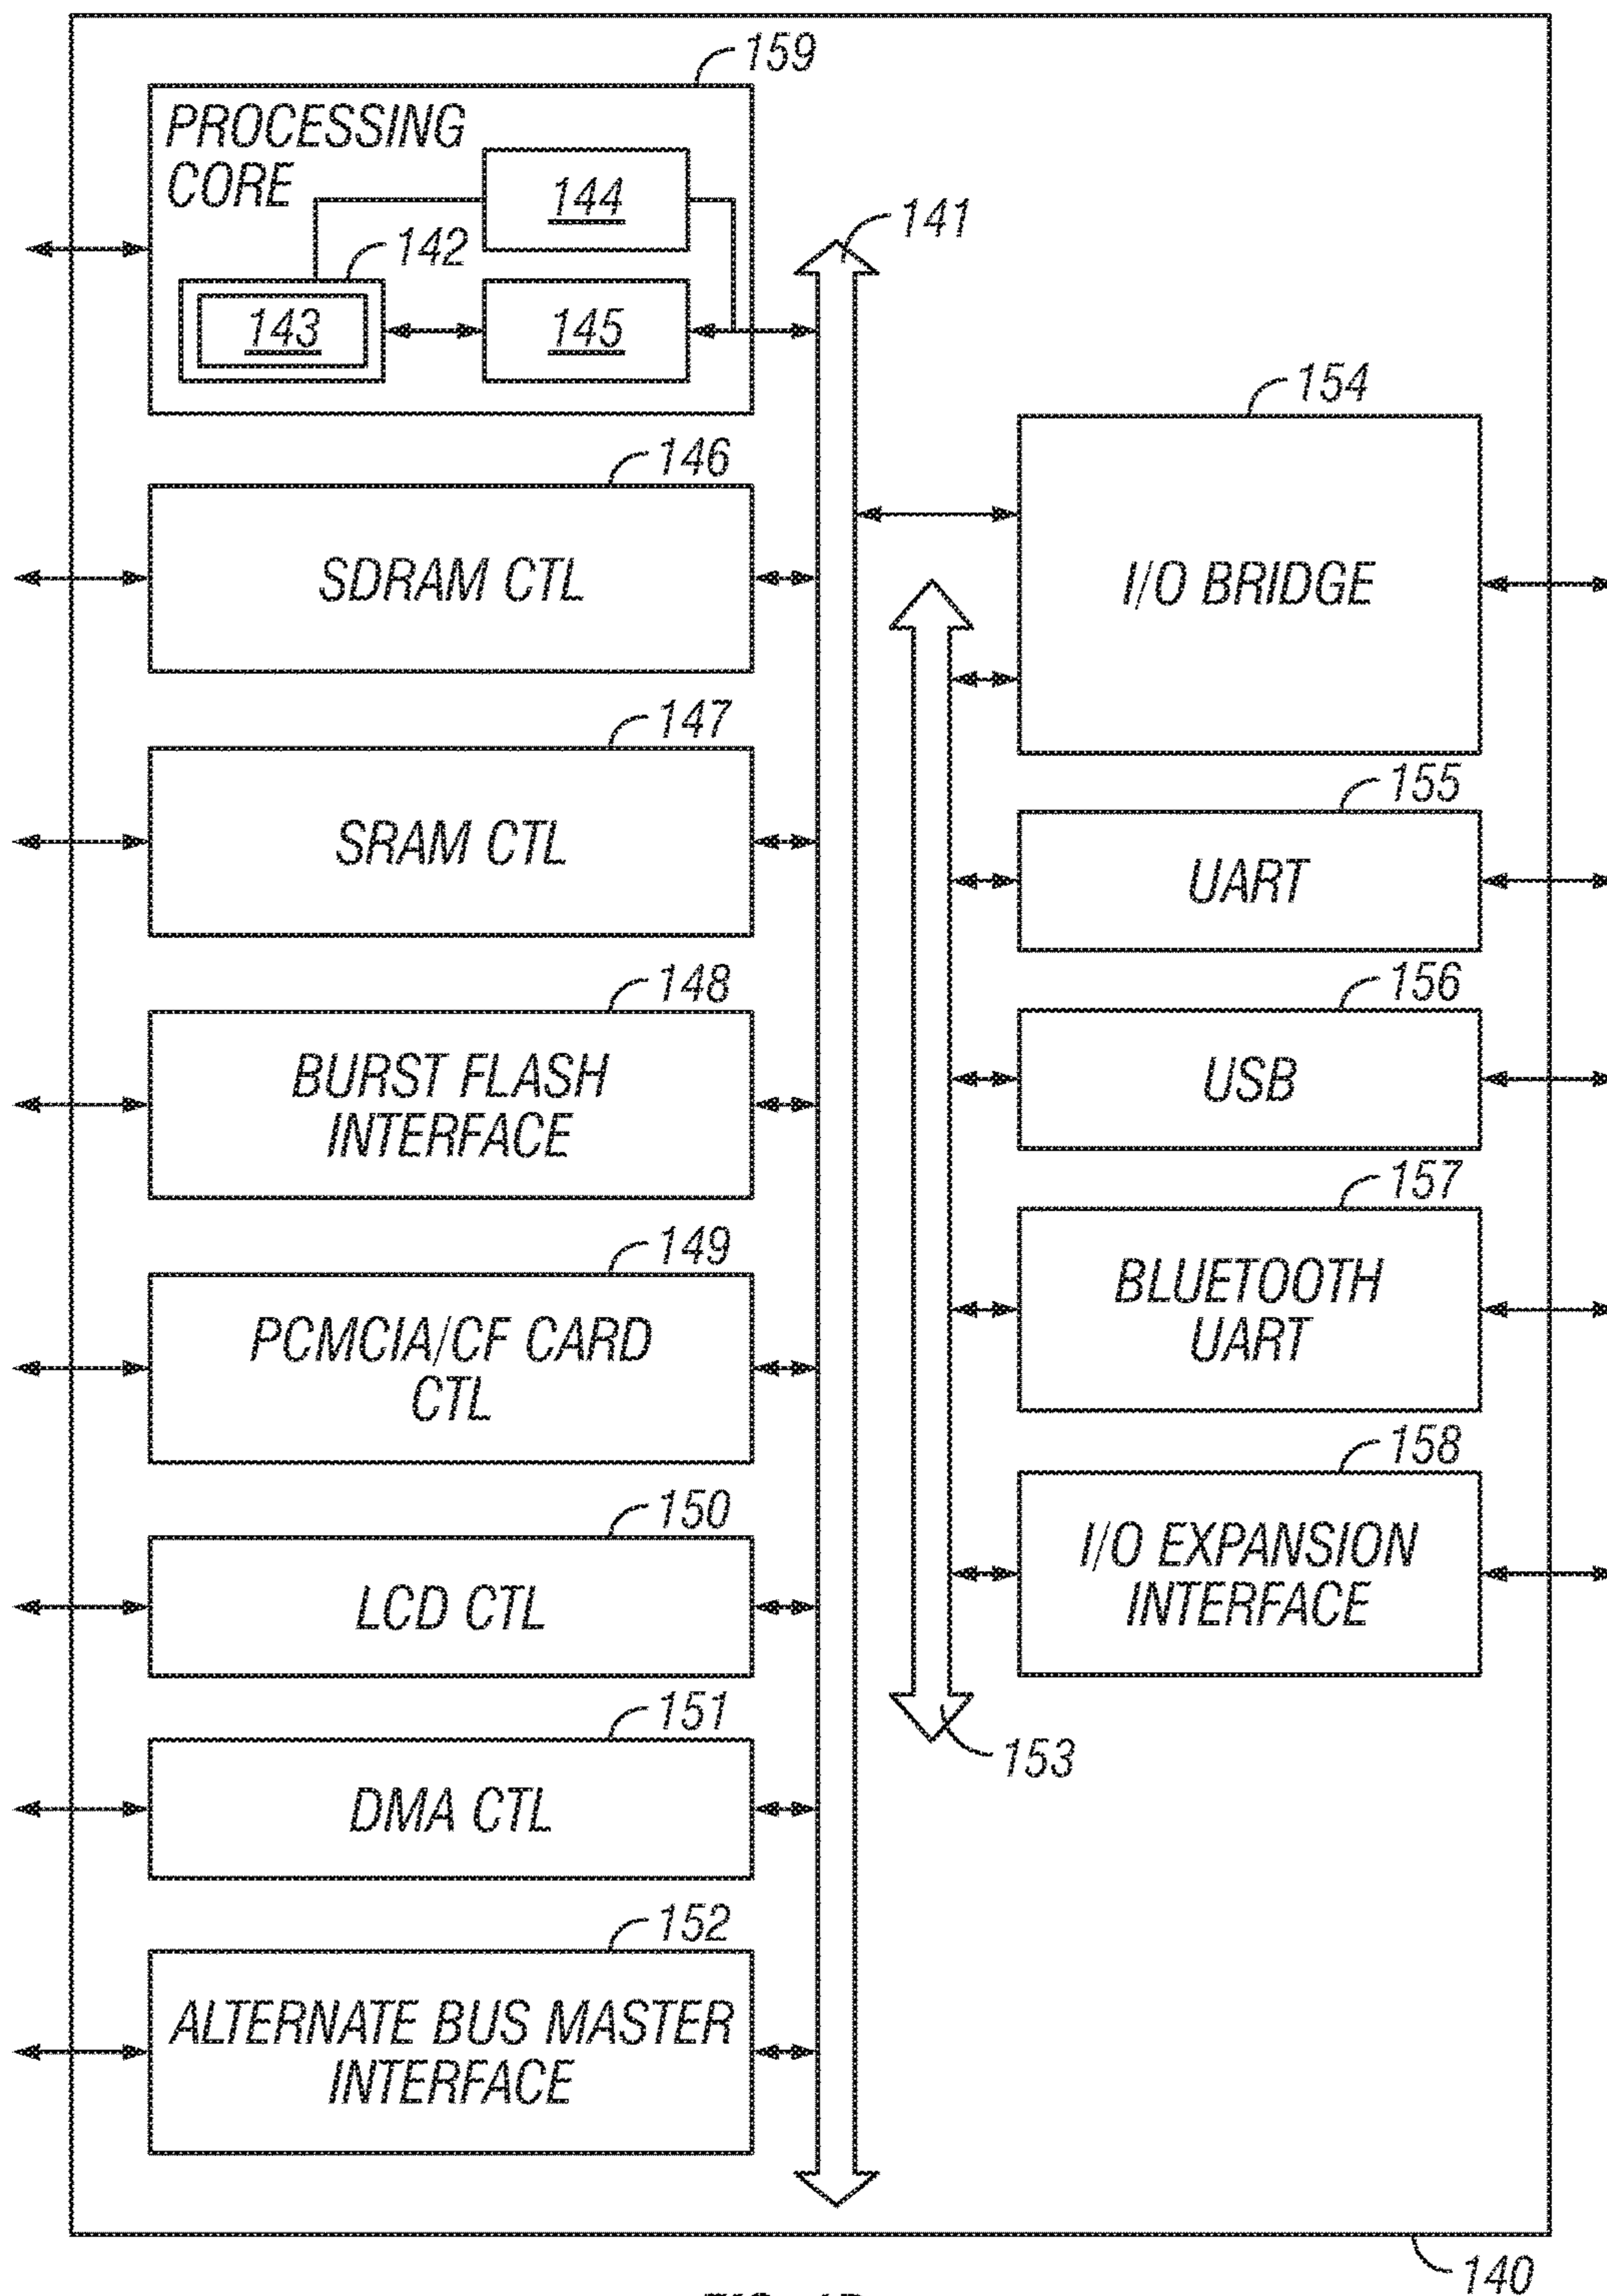 159
PROCESSING
CORE
144
142
143
145
141
154
I/O BRIDGE
146
SDRAM CTL
147
SRAM CTL
155
UART
148
BURST FLASH
INTERFACE
156
USB
149
PCMCIA/CF CARD
CTL
157
BLUETOOTH
UART
150
LCD CTL
158
I/O EXPANSION
INTERFACE
151
DMA CTL
153
152
ALTERNATE BUS MASTER
INTERFACE
140